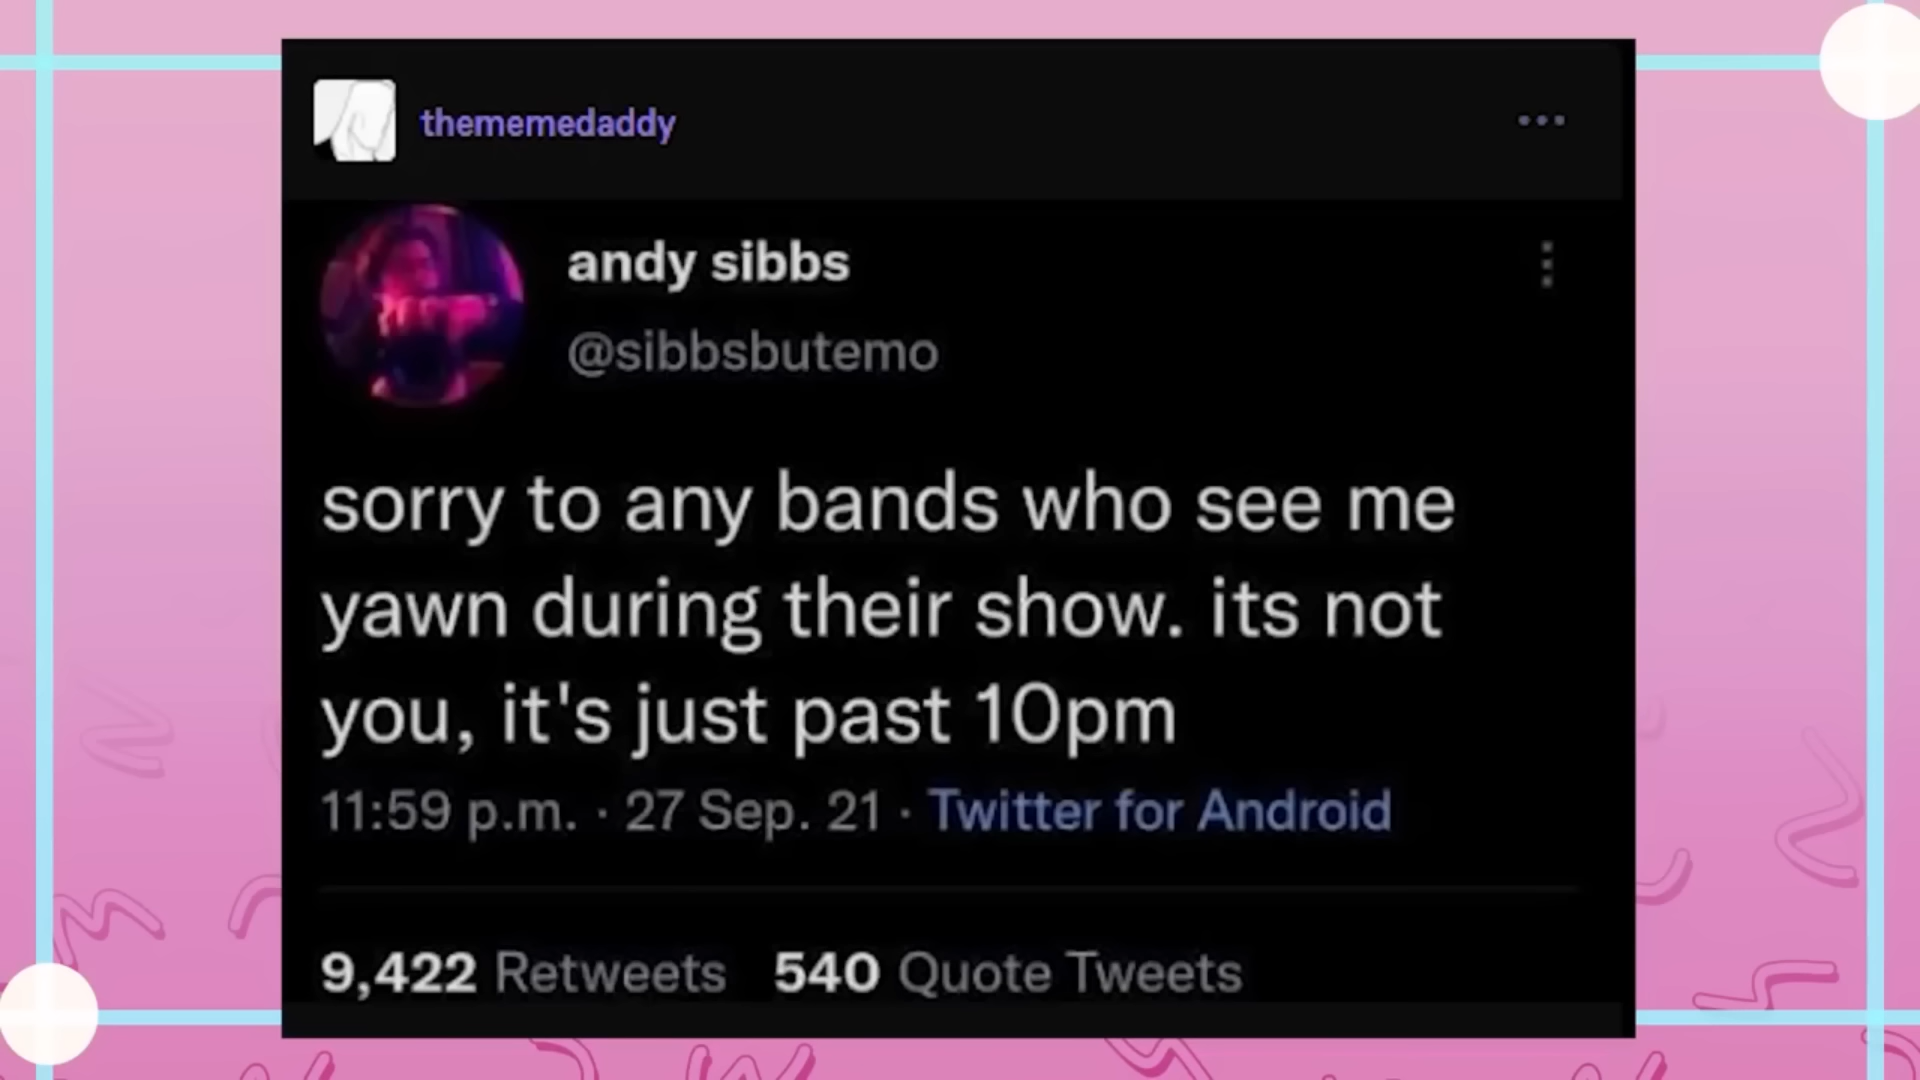 thememedaddy
andy sibbs
@sibbsbutemo
sorry to any bands who see me
yawn during their show. its not
you, it's just past 10pm
11:59 p.m. · 27 Sep. 21 · Twitter for Android
9,422 Retweets 540 Quote Tweets